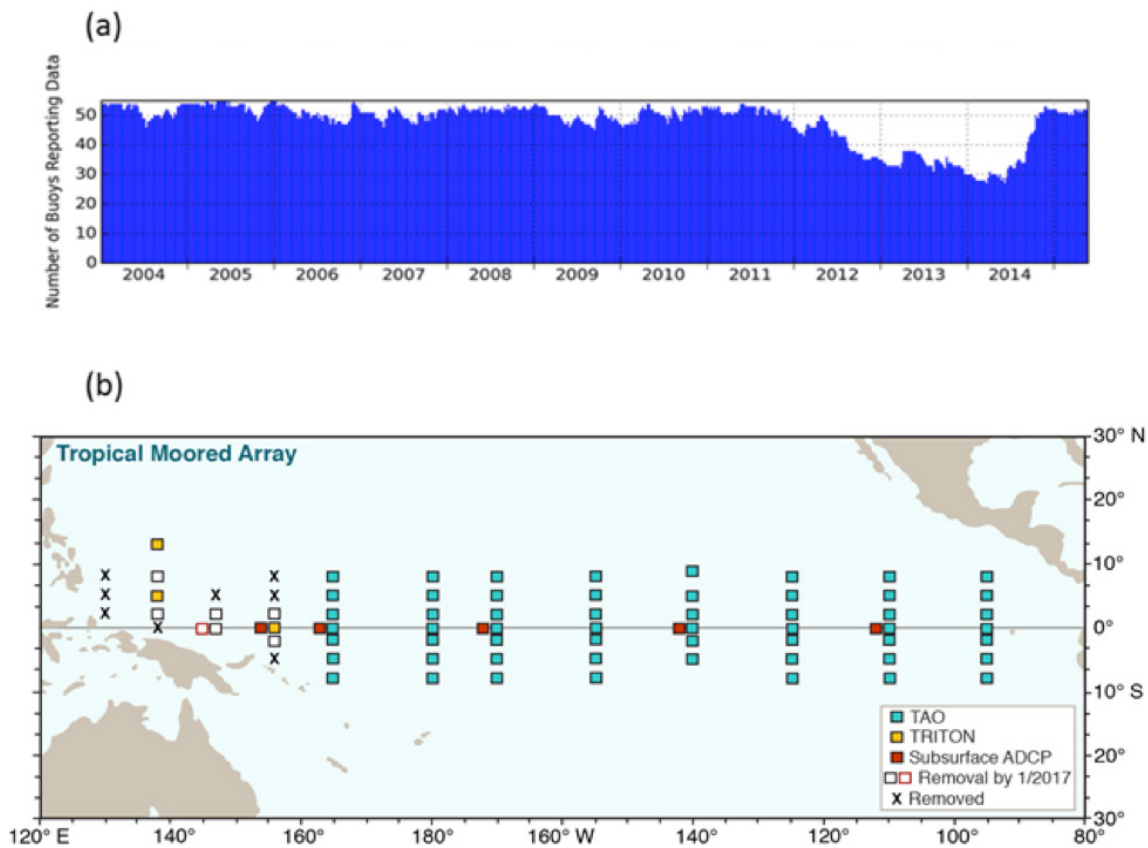 (a)
Number of Buoys Reporting Data
50
40
30
20
10
0
2004 2005 2006 2007 2008 2009 2010 2011 2012 2013 2014
(b)
Tropical Moored Array
30° N
20°
10°
0°
10° S
20°
30°
X
X
X
X
X
X
X
X
TAO
TRITON
Subsurface ADCP
Removal by 1/2017
X Removed
120° E 140° 160° 180° 160° W 140° 120° 100° 80°